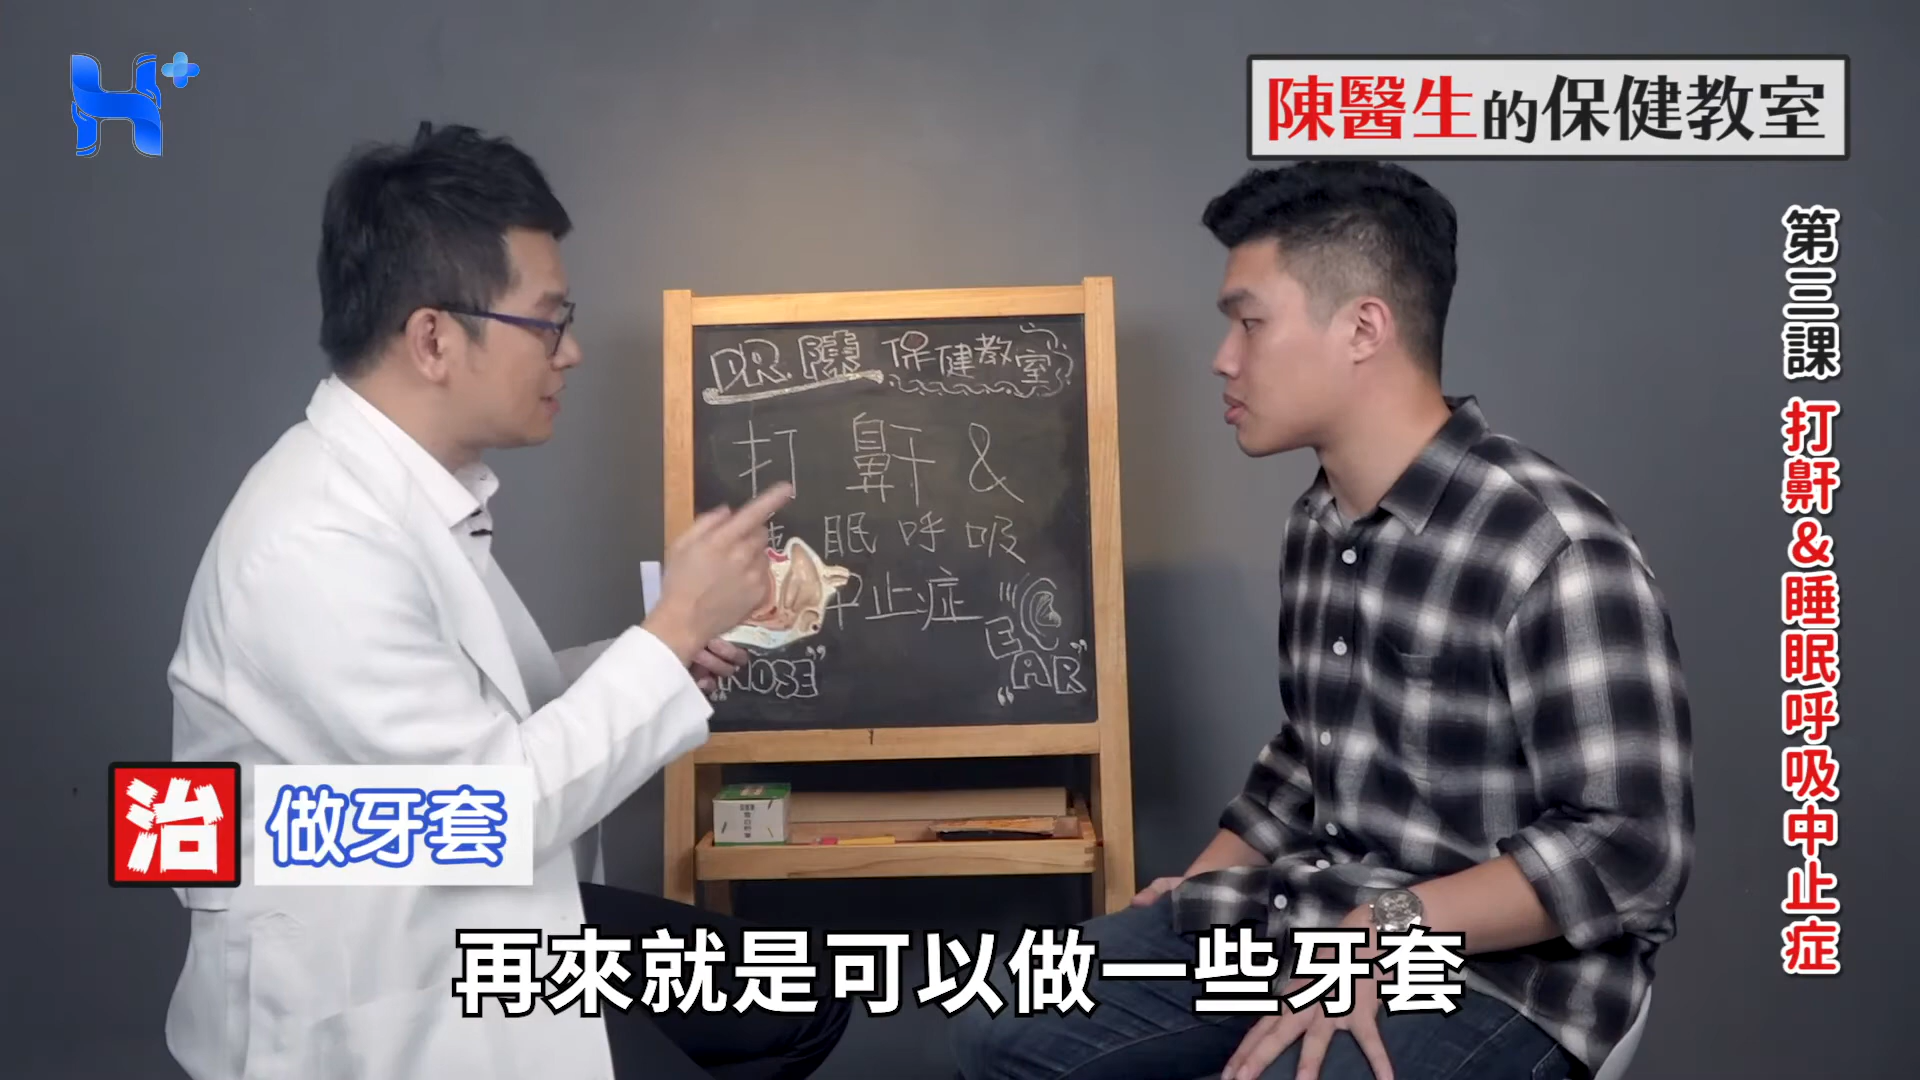 H+
陳醫生的保健教室
第三課 打鼾&睡眠呼吸中止症
DR. 陳 保健教室
打鼾&
眠呼吸
中止症
"NOSE"
"EAR"
治 做牙套
再來就是可以做一些牙套